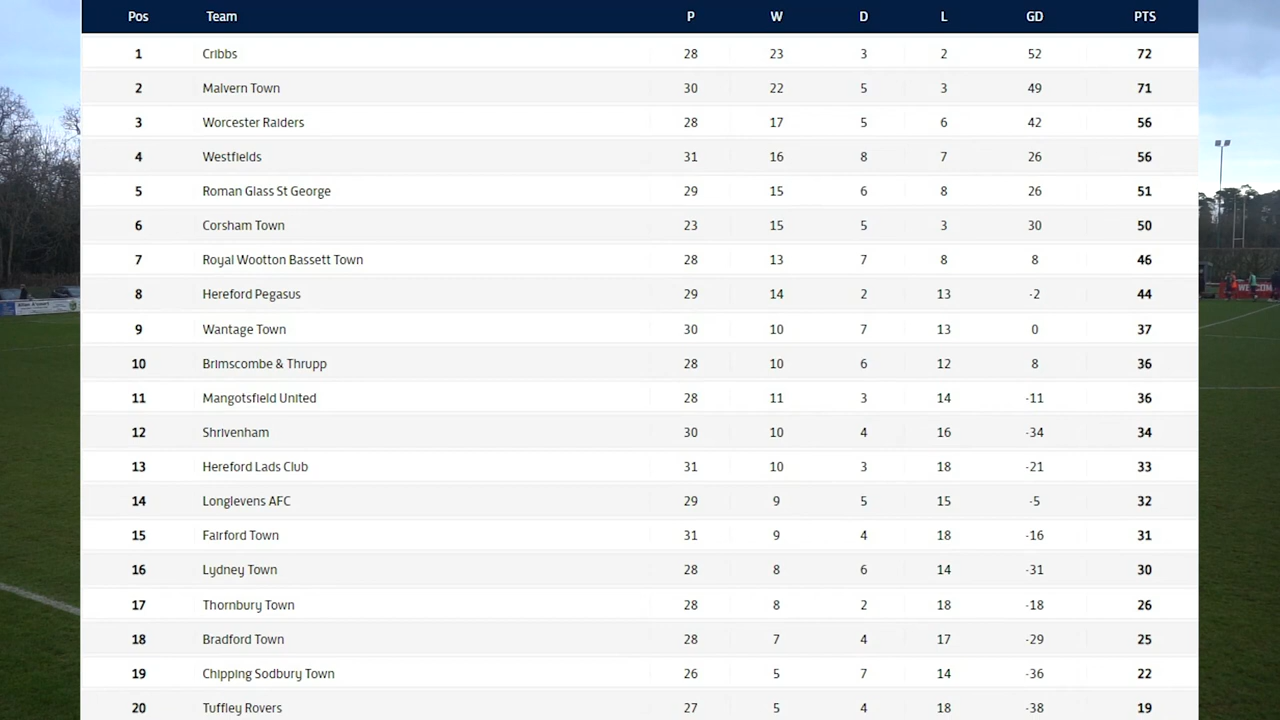 Pos Team P W D L GD PTS
1 Cribbs 28 23 3 2 52 72
2 Malvern Town 30 22 5 3 49 71
3 Worcester Raiders 28 17 5 6 42 56
4 Westfields 31 16 8 7 26 56
5 Roman Glass St George 29 15 6 8 26 51
6 Corsham Town 23 15 5 3 30 50
7 Royal Wootton Bassett Town 28 13 7 8 8 46
8 Hereford Pegasus 29 14 2 13 -2 44
9 Wantage Town 30 10 7 13 0 37
10 Brimscombe & Thrupp 28 10 6 12 8 36
11 Mangotsfield United 28 11 3 14 -11 36
12 Shrivenham 30 10 4 16 -34 34
13 Hereford Lads Club 31 10 3 18 -21 33
14 Longlevens AFC 29 9 5 15 -5 32
15 Fairford Town 31 9 4 18 -16 31
16 Lydney Town 28 8 6 14 -31 30
17 Thornbury Town 28 8 2 18 -18 26
18 Bradford Town 28 7 4 17 -29 25
19 Chipping Sodbury Town 26 5 7 14 -36 22
20 Tuffley Rovers 27 5 4 18 -38 19